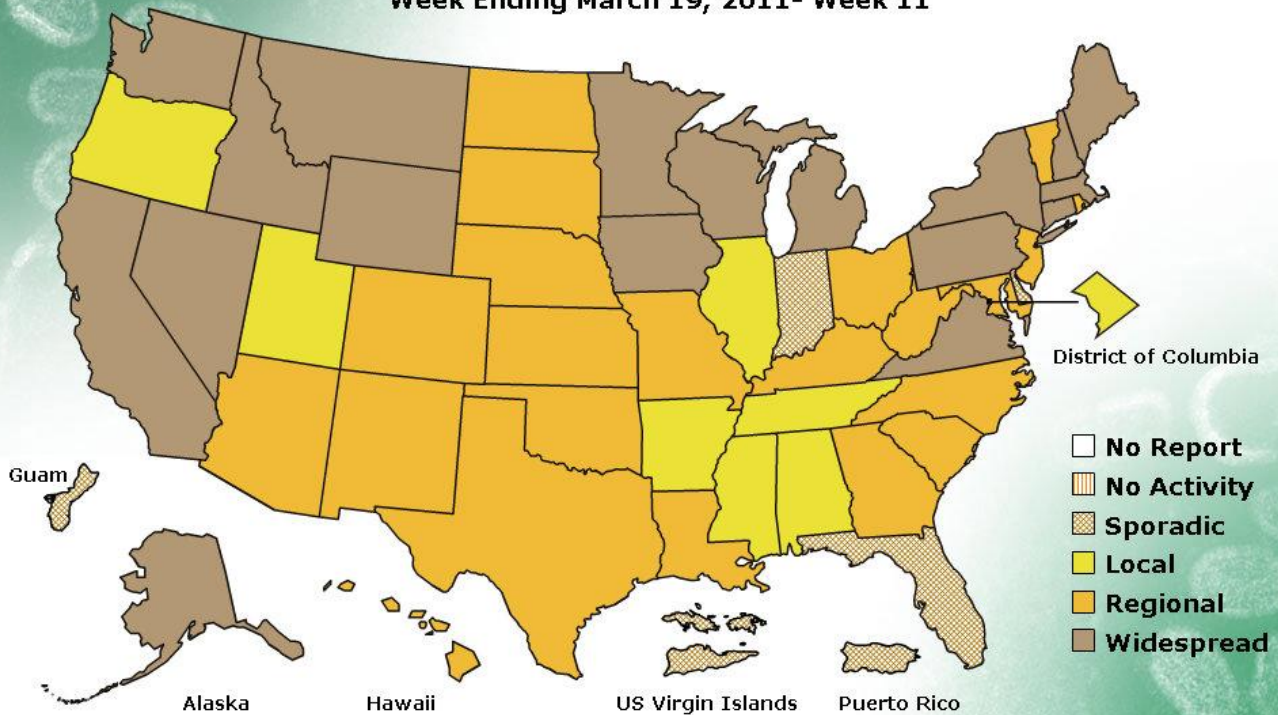 Week Ending March 19, 2011- Week 11
District of Columbia
No Report
Guam
No Activity
Sporadic
Local
Regional
Widespread
Alaska
Hawaii
US Virgin Islands
Puerto Rico